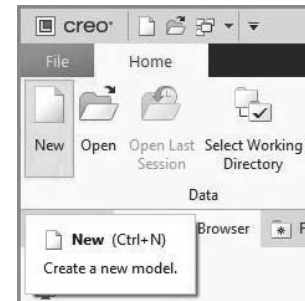 creo
File Home
New Open Open Last Session Select Working Directory
Data
Browser F
New (Ctrl+N)
Create a new model.